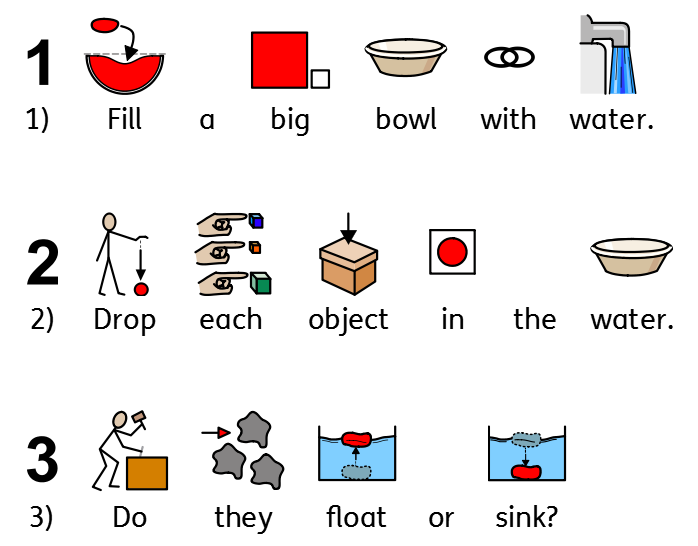 1
1) Fill a big bowl with water.
2
2) Drop each object in the water.
3
3) Do they float or sink?